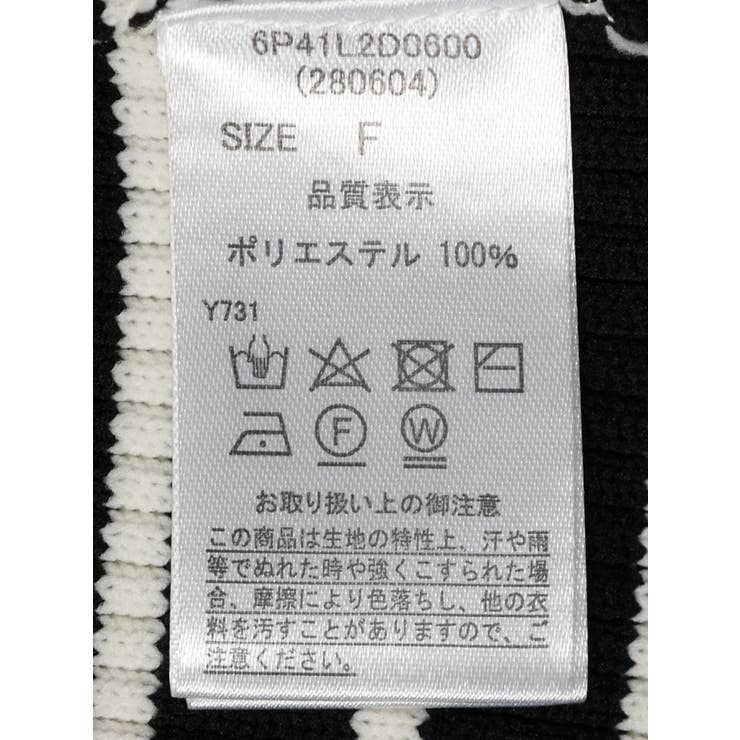 6P41L2D0600
(280604)
SIZE F
品質表示
ポリエステル 100%
Y731
F W
お取り扱い上の御注意
この商品は生地の特性上、汗や雨
等でぬれた時や強くこすられた場
合、摩擦により色落ちし、他の衣
料を汚すことがありますので、ご
注意ください。